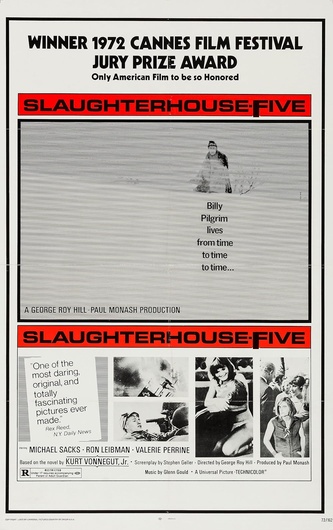 WINNER 1972 CANNES FILM FESTIVAL
JURY PRIZE AWARD
Only American Film to be so Honored
SLAUGHTERHOUSE-FIVE
Billy
Pilgrim
lives
from time
to time
to time...
A GEORGE ROY HILL-PAUL MONASH PRODUCTION
SLAUGHTERHOUSE-FIVE
"One of the
most daring,
original, and
totally
fascinating
pictures ever
made."
Rex Reed,
N.Y. Daily News
starring MICHAEL SACKS · RON LEIBMAN · VALERIE PERRINE
Based on the novel by KURT VONNEGUT, Jr. · Screenplay by Stephen Geller · Directed by George Roy Hill · Produced by Paul Monash
R RESTRICTED
Music by Glenn Gould · A Universal Picture · TECHNICOLOR®